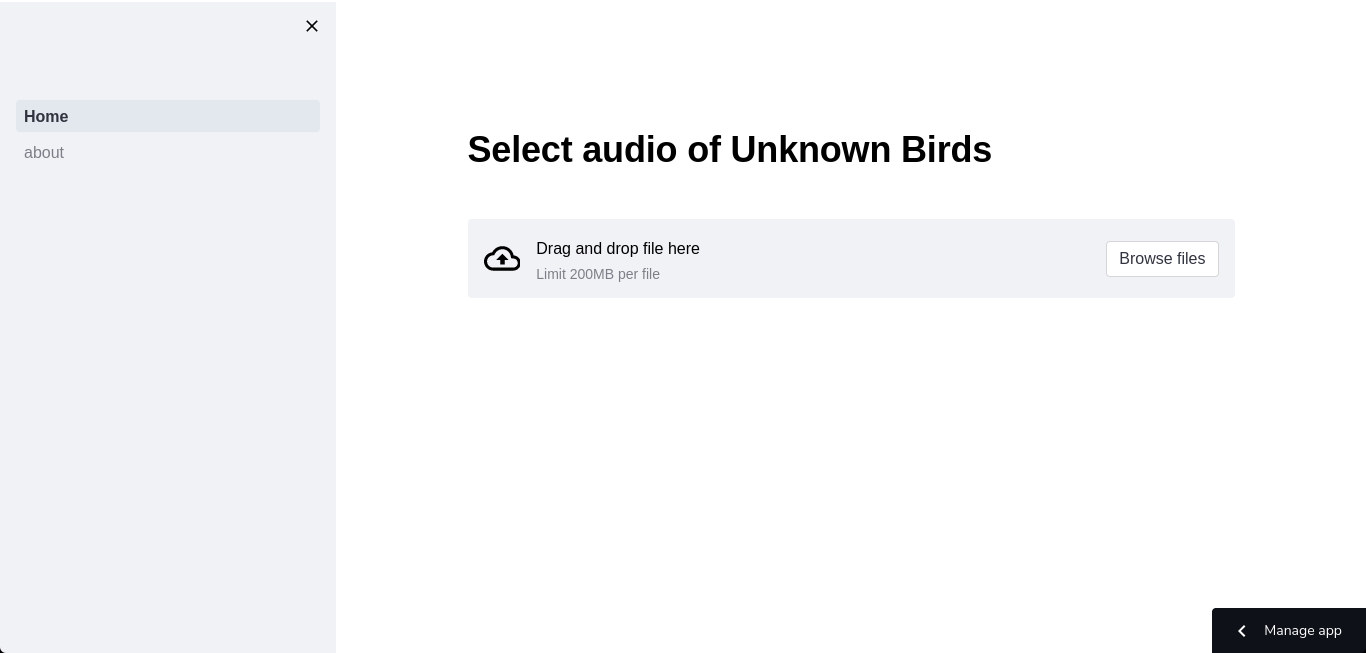 Home
about
Select audio of Unknown Birds
Drag and drop file here
Limit 200MB per file
Browse files
Manage app